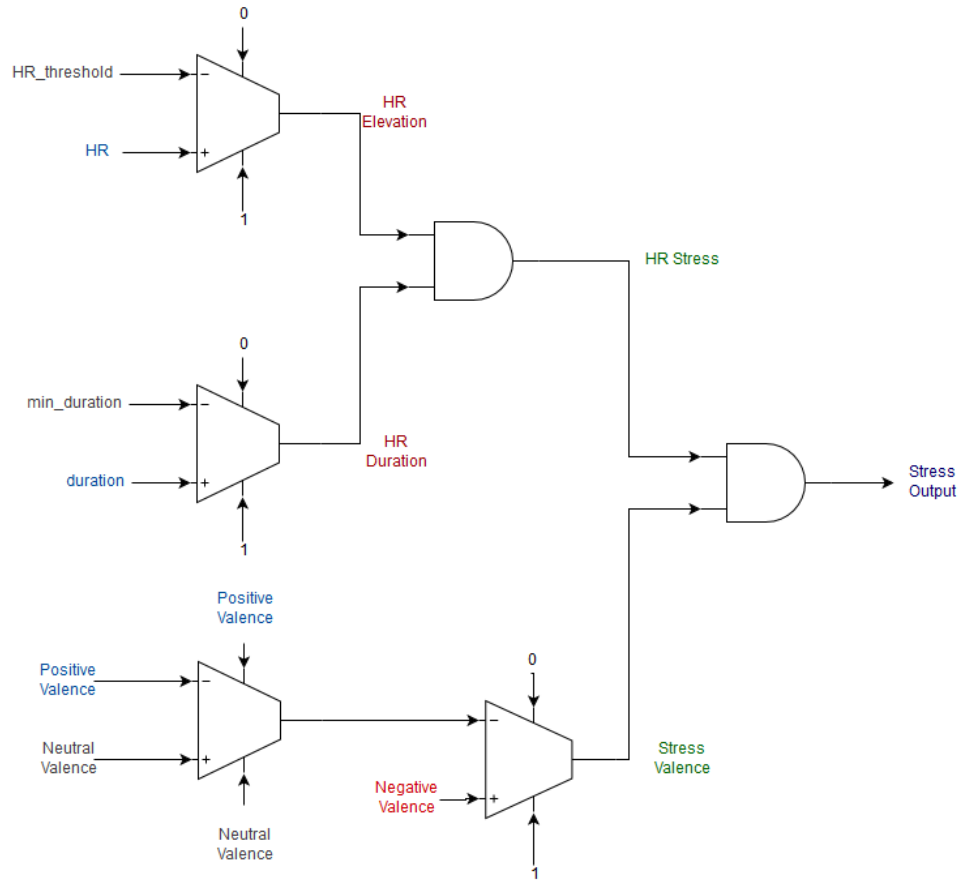 0
HR_threshold
−
HR
Elevation
HR
+
1
HR Stress
0
min_duration
−
HR
Duration
duration
+
Stress
Output
1
Positive
Valence
Positive
Valence
−
0
Neutral
Valence
+
−
Stress
Valence
Negative
Valence
+
Neutral
Valence
1